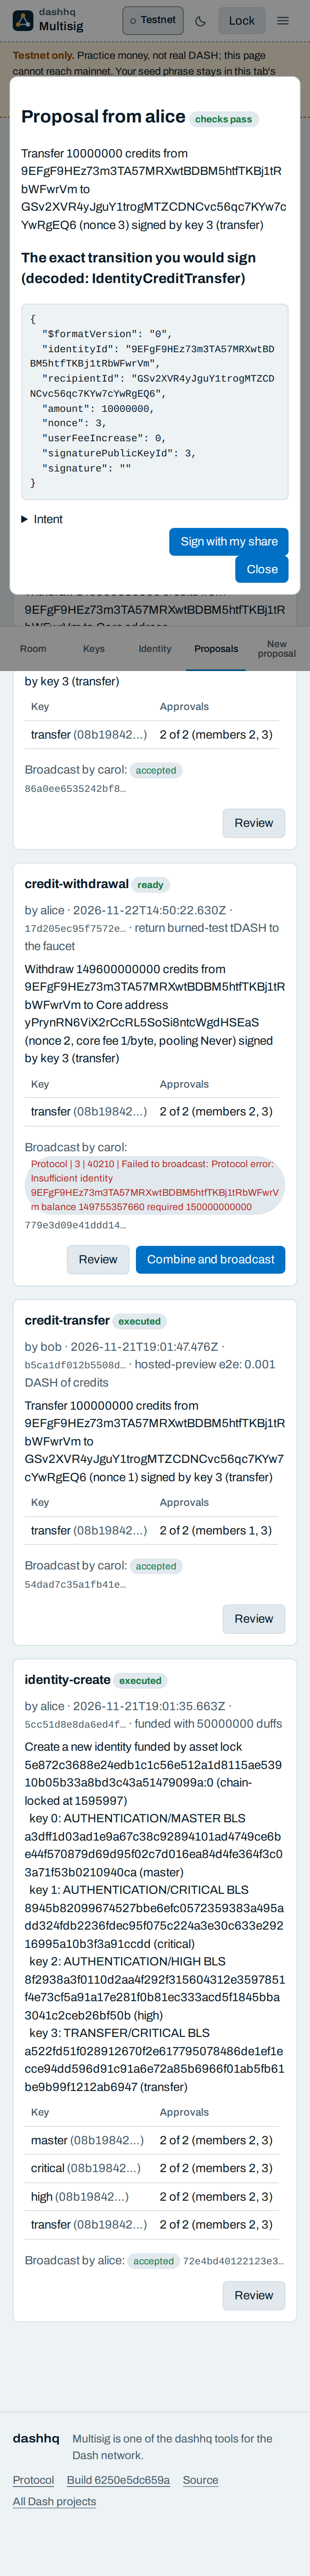 dashhq
Multisig
Testnet
Lock
Testnet only. Practice money, not real DASH; this page
cannot reach mainnet. Your seed phrase stays in this tab's
Proposal from alice checks pass
Transfer 10000000 credits from
9EFgF9HEz73m3TA57MRXwtBDBM5htfTKBj1tR
bWFwrVm to
GSv2XVR4yJguY1trogMTZCDNCvc56qc7KYw7c
YwRgEQ6 (nonce 3) signed by key 3 (transfer)
The exact transition you would sign
(decoded: IdentityCreditTransfer)
{
"$formatVersion": "0",
"identityId": "9EFgF9HEz73m3TA57MRXwtBD
BM5htfTKBj1tRbWFwrVm",
"recipientId": "GSv2XVR4yJguY1trogMTZCD
NCvc56qc7KYw7cYwRgEQ6",
"amount": 10000000,
"nonce": 3,
"userFeeIncrease": 0,
"signaturePublicKeyId": 3,
"signature": ""
}
Intent
Sign with my share
Close
9EFgF9HEz73m3TA57MRXwtBDBM5htfTKBj1tR
Room
Keys
Identity
Proposals
New
proposal
by key 3 (transfer)
Key Approvals
transfer (08b19842…) 2 of 2 (members 2, 3)
Broadcast by carol: accepted
86a0ee6535242bf8…
Review
credit-withdrawal ready
by alice · 2026-11-22T14:50:22.630Z ·
17d205ec95f7572e… · return burned-test tDASH to
the faucet
Withdraw 149600000000 credits from
9EFgF9HEz73m3TA57MRXwtBDBM5htfTKBj1tR
bWFwrVm to Core address
yPrynRN6ViX2rCcRL5SoSi8ntcWgdHSEaS
(nonce 2, core fee 1/byte, pooling Never) signed
by key 3 (transfer)
Key Approvals
transfer (08b19842…) 2 of 2 (members 2, 3)
Broadcast by carol:
Protocol | 3 | 40210 | Failed to broadcast: Protocol error:
Insufficient identity
9EFgF9HEz73m3TA57MRXwtBDBM5htfTKBj1tRbWFwrV
m balance 149755357660 required 150000000000
779e3d09e41ddd14…
Review
Combine and broadcast
credit-transfer executed
by bob · 2026-11-21T19:01:47.476Z ·
b5ca1df012b5508d… · hosted-preview e2e: 0.001
DASH of credits
Transfer 100000000 credits from
9EFgF9HEz73m3TA57MRXwtBDBM5htfTKBj1tR
bWFwrVm to
GSv2XVR4yJguY1trogMTZCDNCvc56qc7KYw7
cYwRgEQ6 (nonce 1) signed by key 3 (transfer)
Key Approvals
transfer (08b19842…) 2 of 2 (members 1, 3)
Broadcast by carol: accepted
54dad7c35a1fb41e…
Review
identity-create executed
by alice · 2026-11-21T19:01:35.663Z ·
5cc51d8e8da6ed4f… · funded with 50000000 duffs
Create a new identity funded by asset lock
5e872c3688e24edb1c1c56e512a1d8115ae539
10b05b33a8bd3c43a51479099a:0 (chain-
locked at 1595997)
key 0: AUTHENTICATION/MASTER BLS
a3dff1d03ad1e9a67c38c92894101ad4749ce6b
e44f570879d69d95f02c7d016ea84d4fe364f3c0
3a71f53b0210940ca (master)
key 1: AUTHENTICATION/CRITICAL BLS
8945b82099674527bbe6efc0572359383a495a
dd324fdb2236fdec95f075c224a3e30c633e292
16995a10b3f3a91ccdd (critical)
key 2: AUTHENTICATION/HIGH BLS
8f2938a3f0110d2aa4f292f315604312e3597851
f4e73cf5a91a17e281f0b81ec333acd5f1845bba
3041c2ceb26bf50b (high)
key 3: TRANSFER/CRITICAL BLS
a522fd51f028912670f2e617795078486de1ef1e
cce94dd596d91c91a6e72a85b6966f01ab5fb61
be9b99f1212ab6947 (transfer)
Key Approvals
master (08b19842…) 2 of 2 (members 2, 3)
critical (08b19842…) 2 of 2 (members 2, 3)
high (08b19842…) 2 of 2 (members 2, 3)
transfer (08b19842…) 2 of 2 (members 2, 3)
Broadcast by alice: accepted 72e4bd40122123e3…
Review
dashhq
Multisig is one of the dashhq tools for the
Dash network.
Protocol
Build 6250e5dc659a
Source
All Dash projects